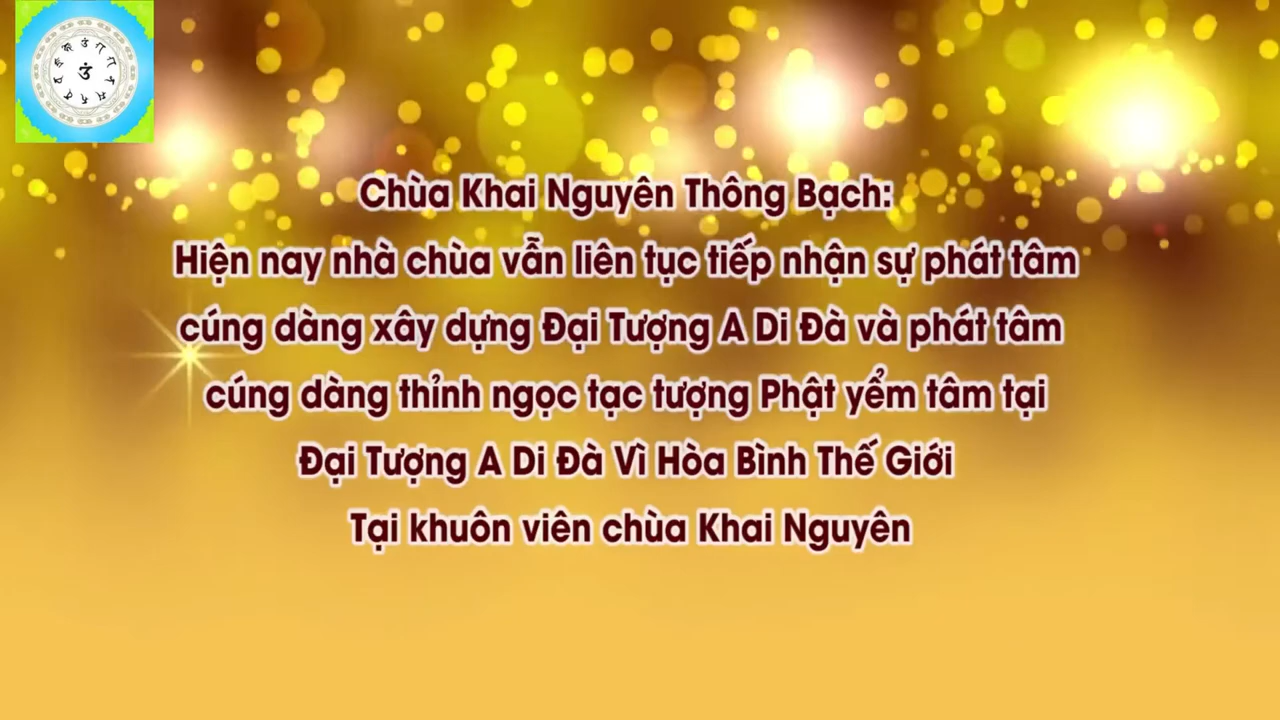 Chùa Khai Nguyên Thông Bạch:
Hiện nay nhà chùa vẫn liên tục tiếp nhận sự phát tâm
cúng dàng xây dựng Đại Tượng A Di Đà và phát tâm
cúng dàng thỉnh ngọc tạc tượng Phật yểm tâm tại
Đại Tượng A Di Đà Vì Hòa Bình Thế Giới
Tại khuôn viên chùa Khai Nguyên